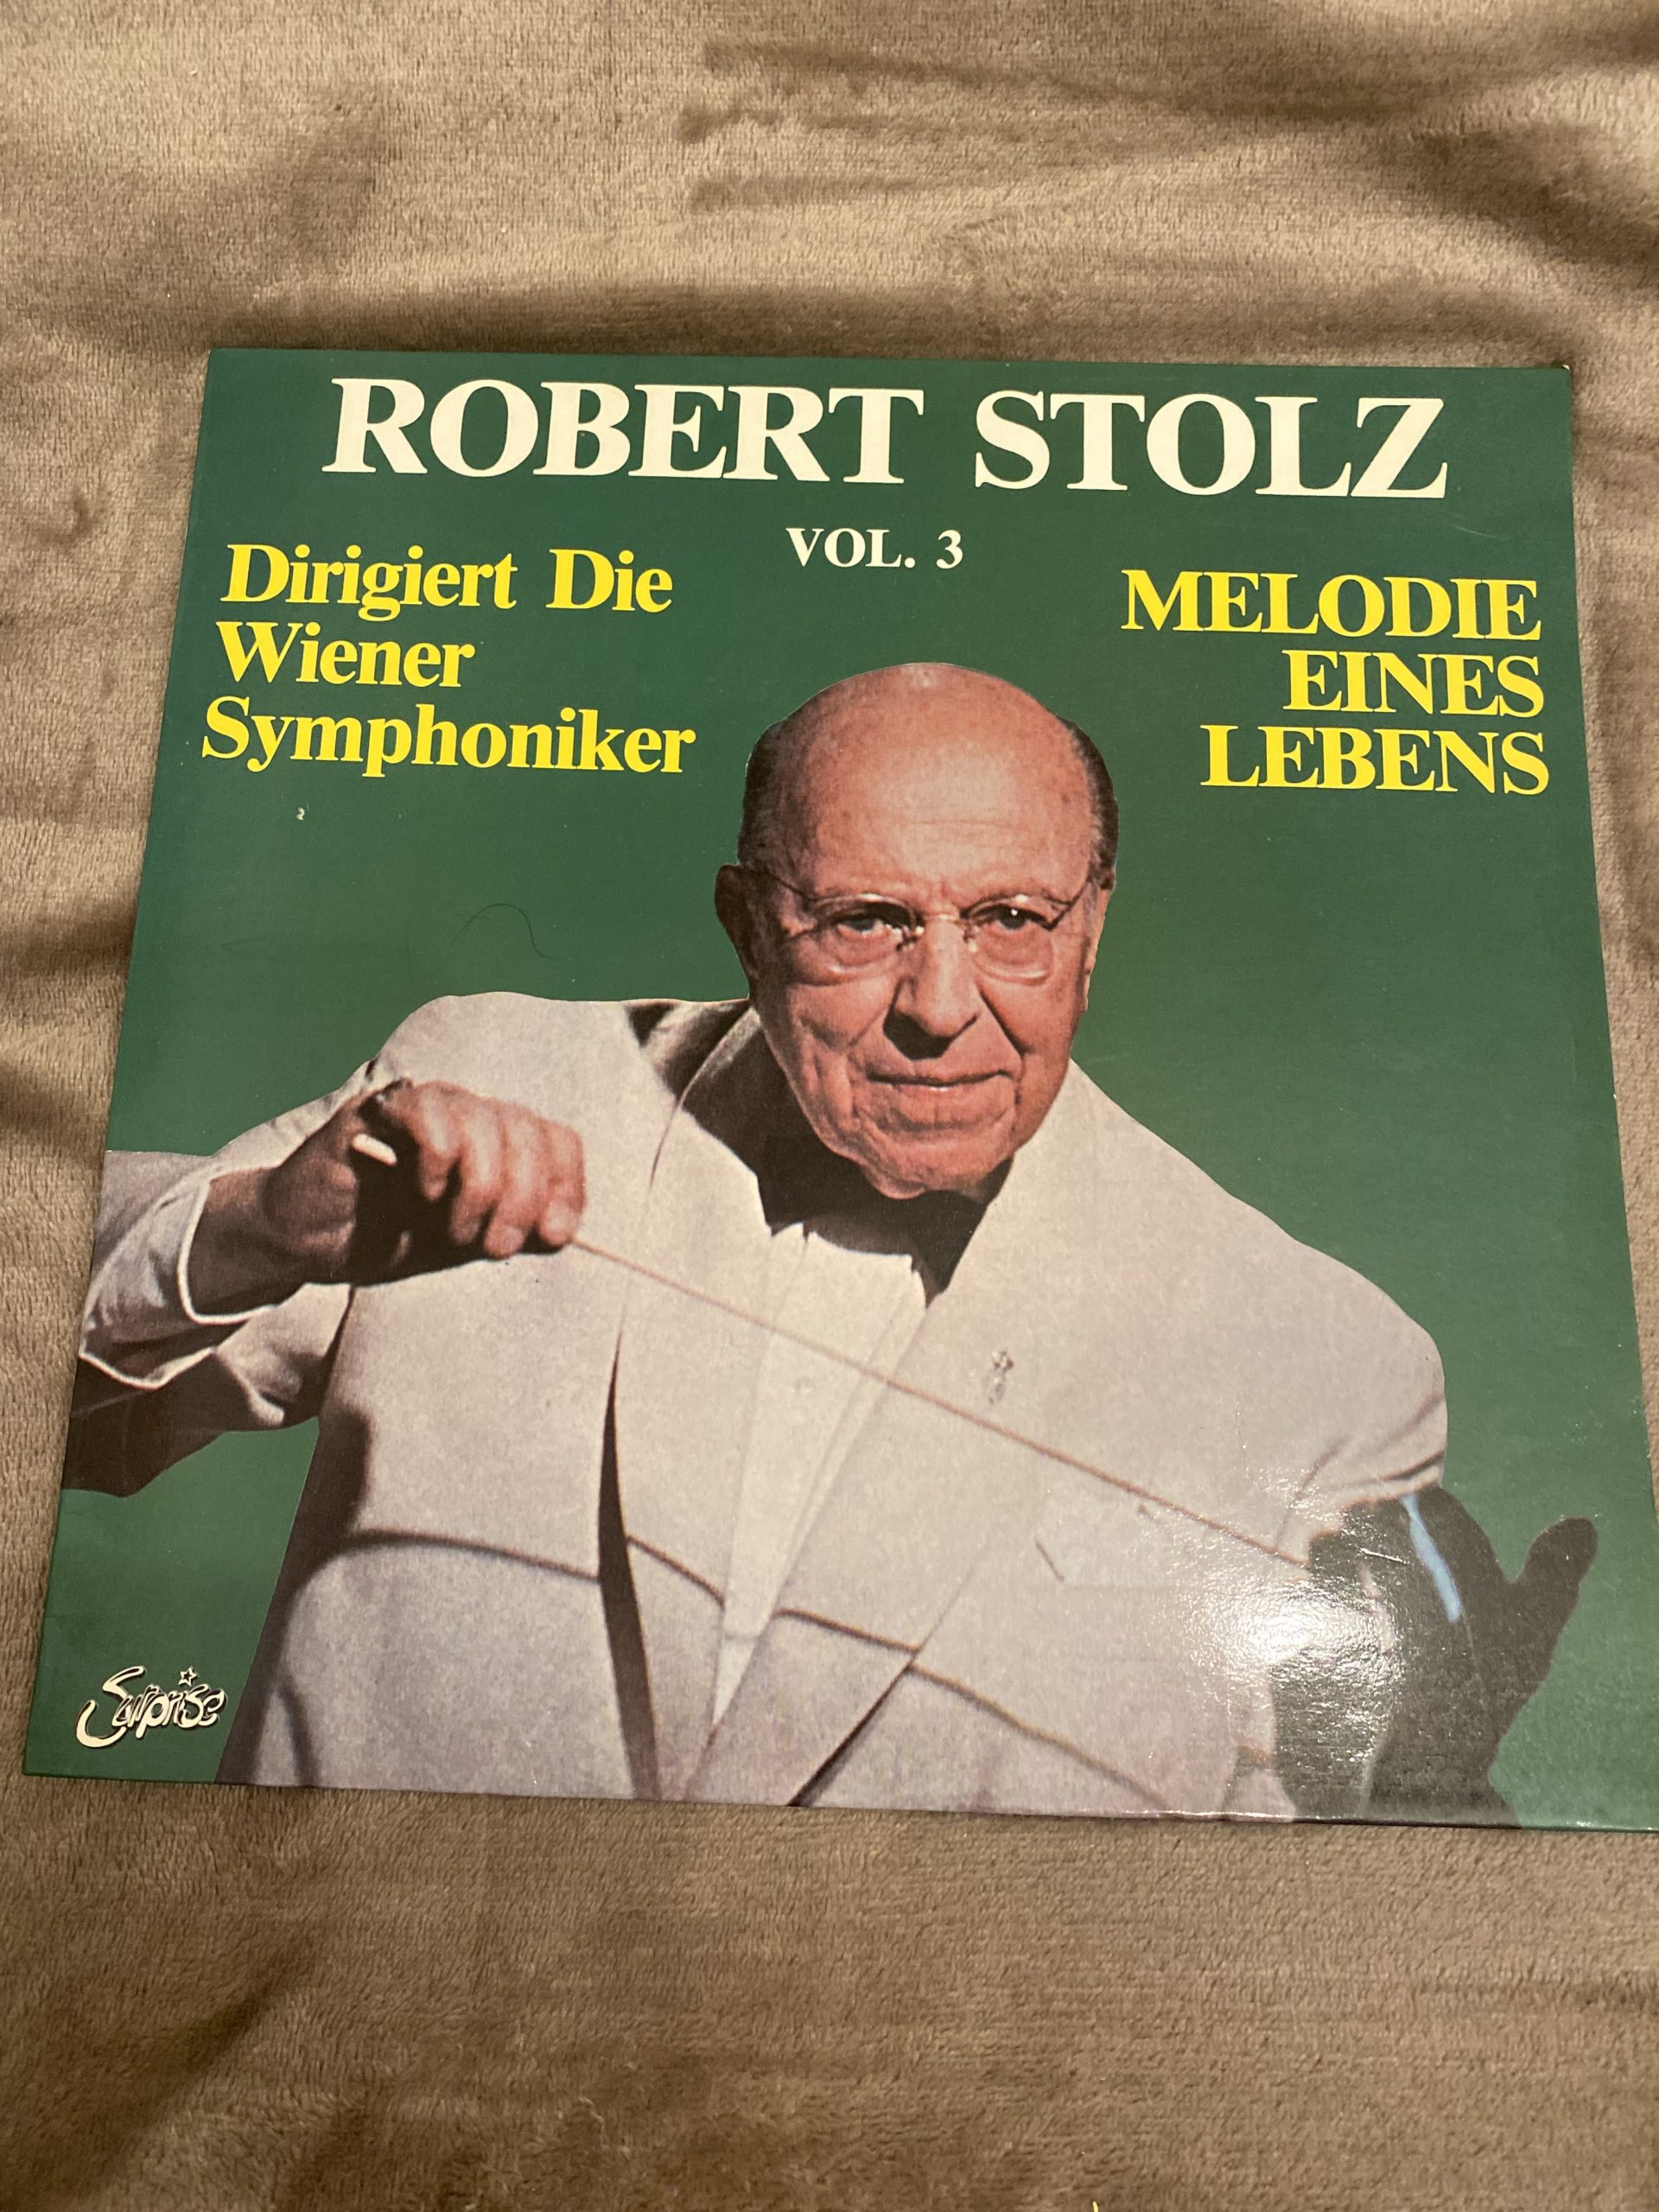 ROBERT STOLZ
VOL. 3
Dirigiert Die
Wiener
Symphoniker
MELODIE
EINES
LEBENS
Surprise